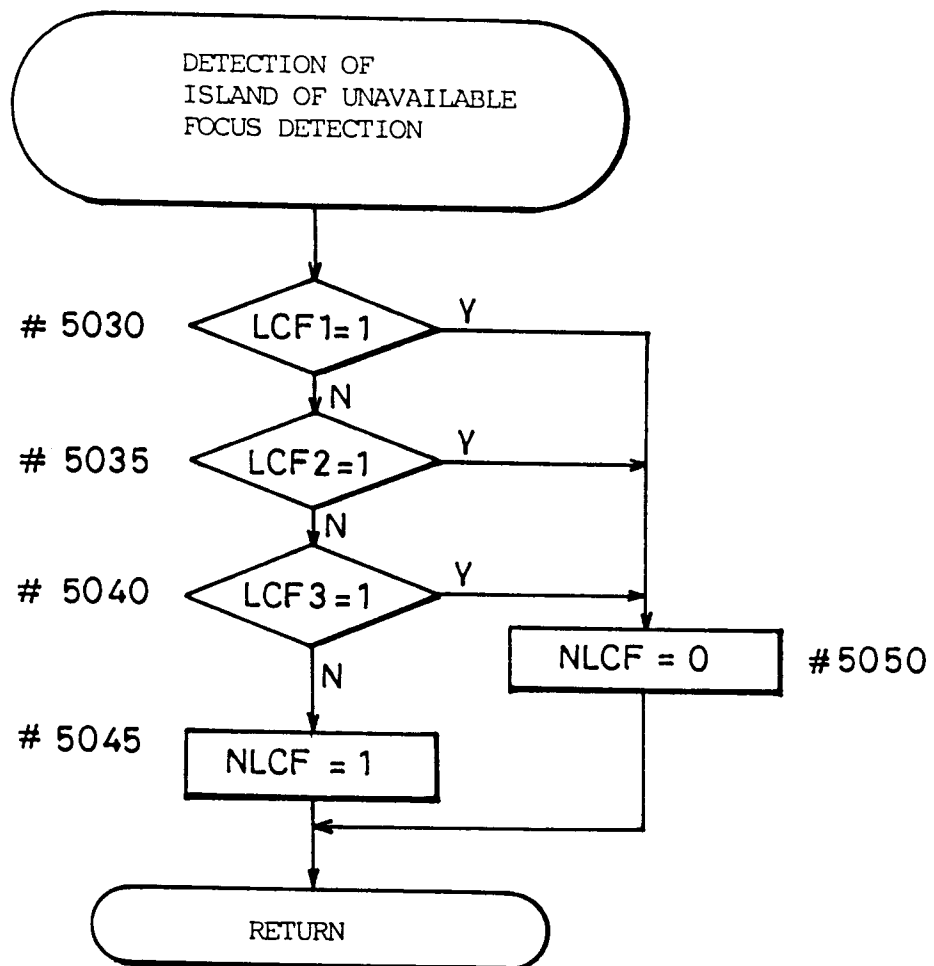 DETECTION OF
ISLAND OF UNAVAILABLE
FOCUS DETECTION
# 5030
LCF1=1
Y
N
# 5035
LCF2=1
Y
N
# 5040
LCF3=1
Y
N
NLCF = 0
#5050
# 5045
NLCF = 1
RETURN